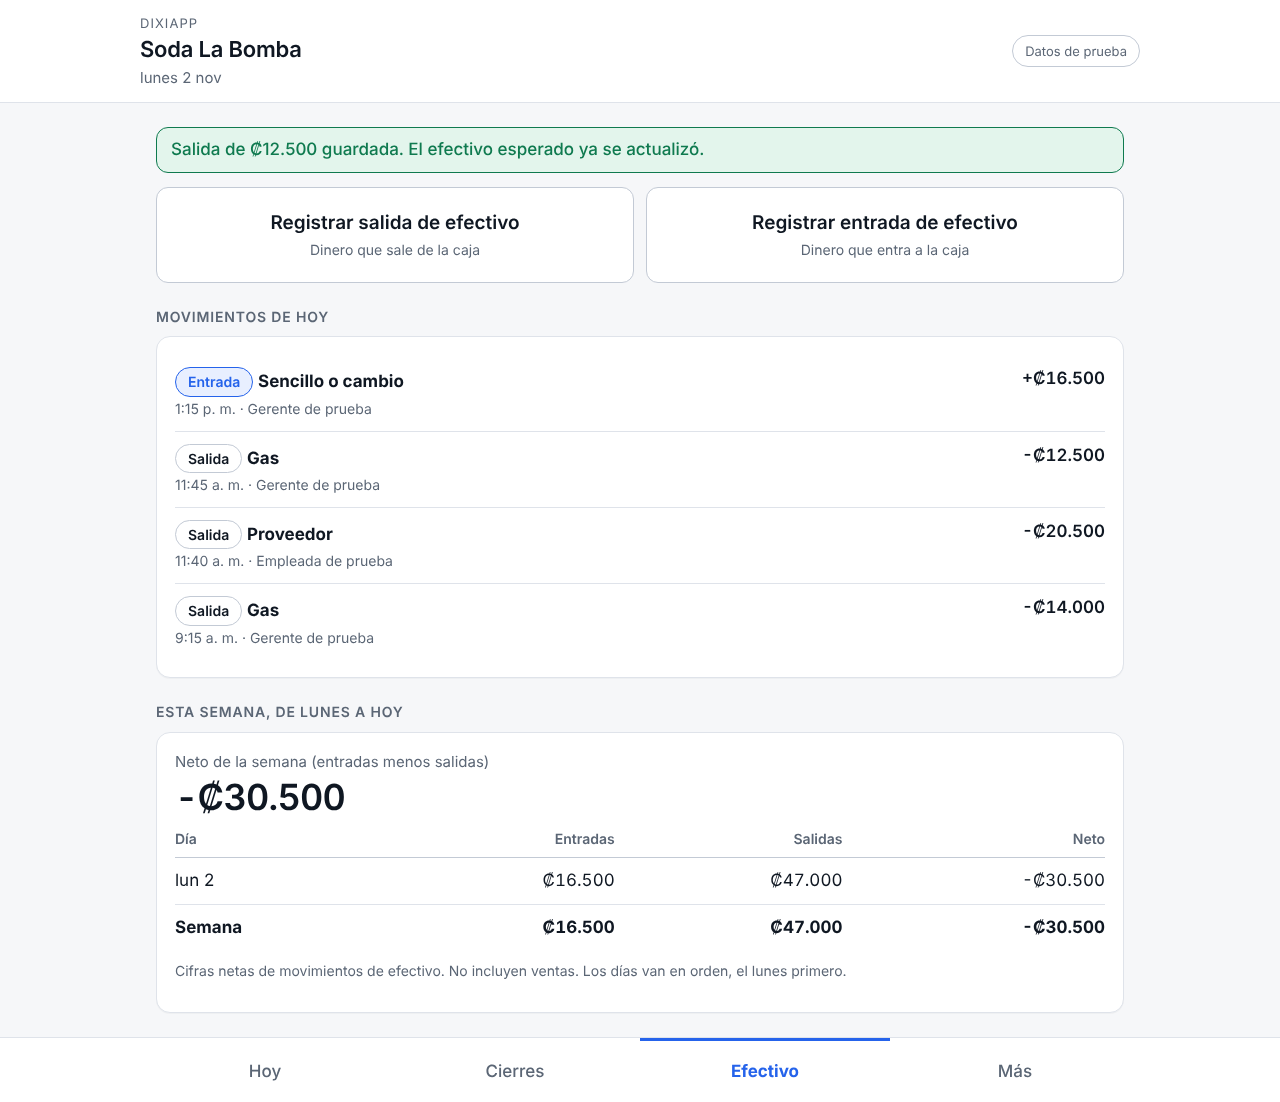 DIXIAPP
Soda La Bomba
lunes 2 nov
Datos de prueba
Salida de ₡12.500 guardada. El efectivo esperado ya se actualizó.
Registrar salida de efectivo
Dinero que sale de la caja
Registrar entrada de efectivo
Dinero que entra a la caja
MOVIMIENTOS DE HOY
Entrada Sencillo o cambio +₡16.500
1:15 p. m. · Gerente de prueba
Salida Gas -₡12.500
11:45 a. m. · Gerente de prueba
Salida Proveedor -₡20.500
11:40 a. m. · Empleada de prueba
Salida Gas -₡14.000
9:15 a. m. · Gerente de prueba
ESTA SEMANA, DE LUNES A HOY
Neto de la semana (entradas menos salidas)
-₡30.500
Día Entradas Salidas Neto
lun 2 ₡16.500 ₡47.000 -₡30.500
Semana ₡16.500 ₡47.000 -₡30.500
Cifras netas de movimientos de efectivo. No incluyen ventas. Los días van en orden, el lunes primero.
Hoy Cierres Efectivo Más